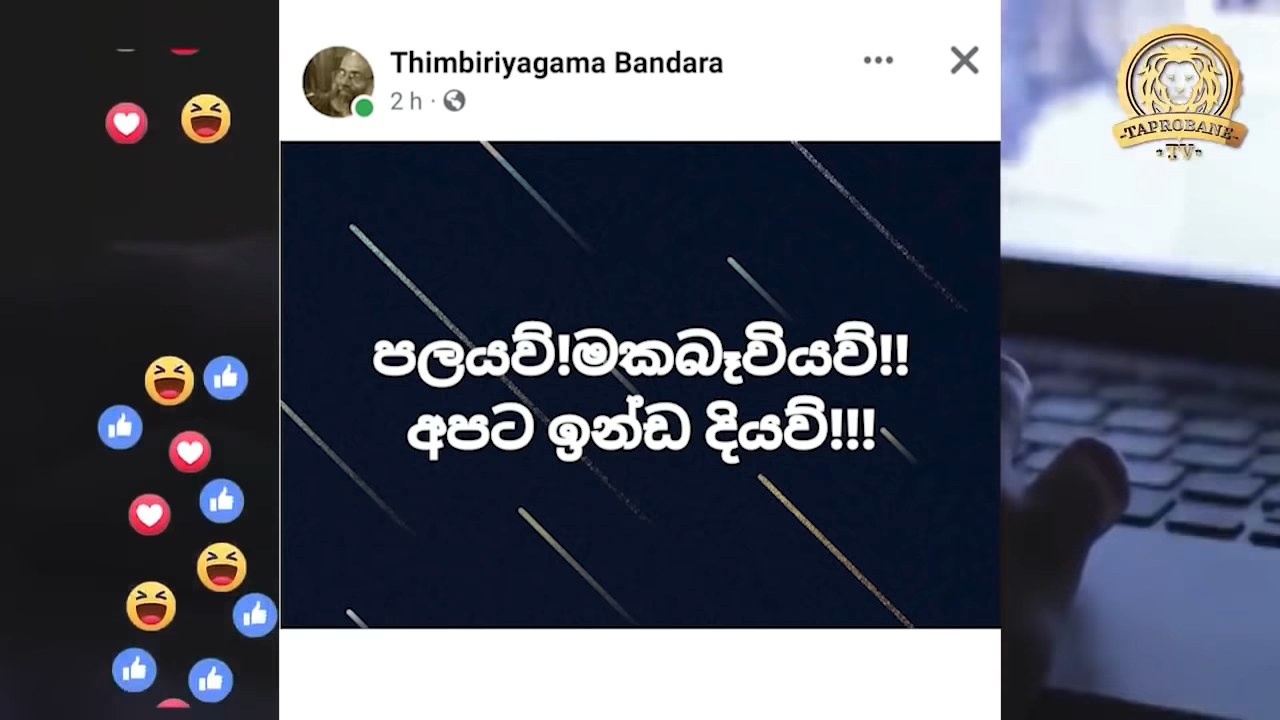 Thimbiriyagama Bandara
2 h ·
TAPROBANE
TV
පලයව්!මකබෑවියව්!!
අපට ඉන්ඩ දියව්!!!